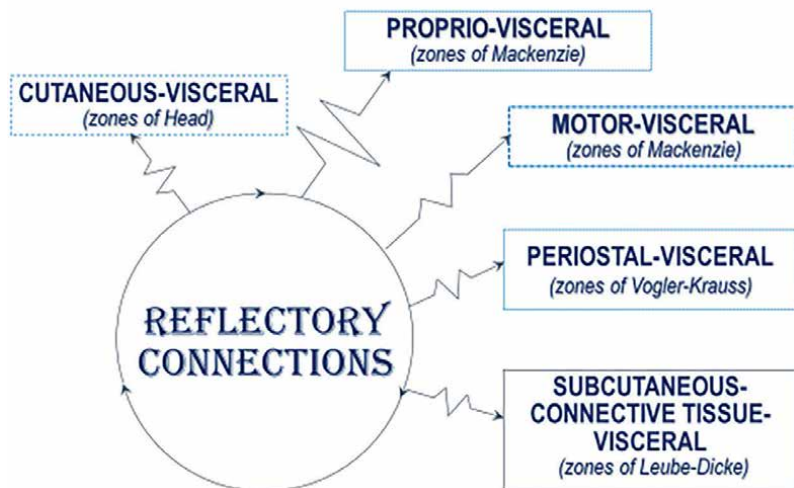 PROPRIO-VISCERAL
(zones of Mackenzie)
CUTANEOUS-VISCERAL
(zones of Head)
MOTOR-VISCERAL
(zones of Mackenzie)
PERIOSTAL-VISCERAL
(zones of Vogler-Krauss)
REFLECTORY
CONNECTIONS
SUBCUTANEOUS-
CONNECTIVE TISSUE-
VISCERAL
(zones of Leube-Dicke)